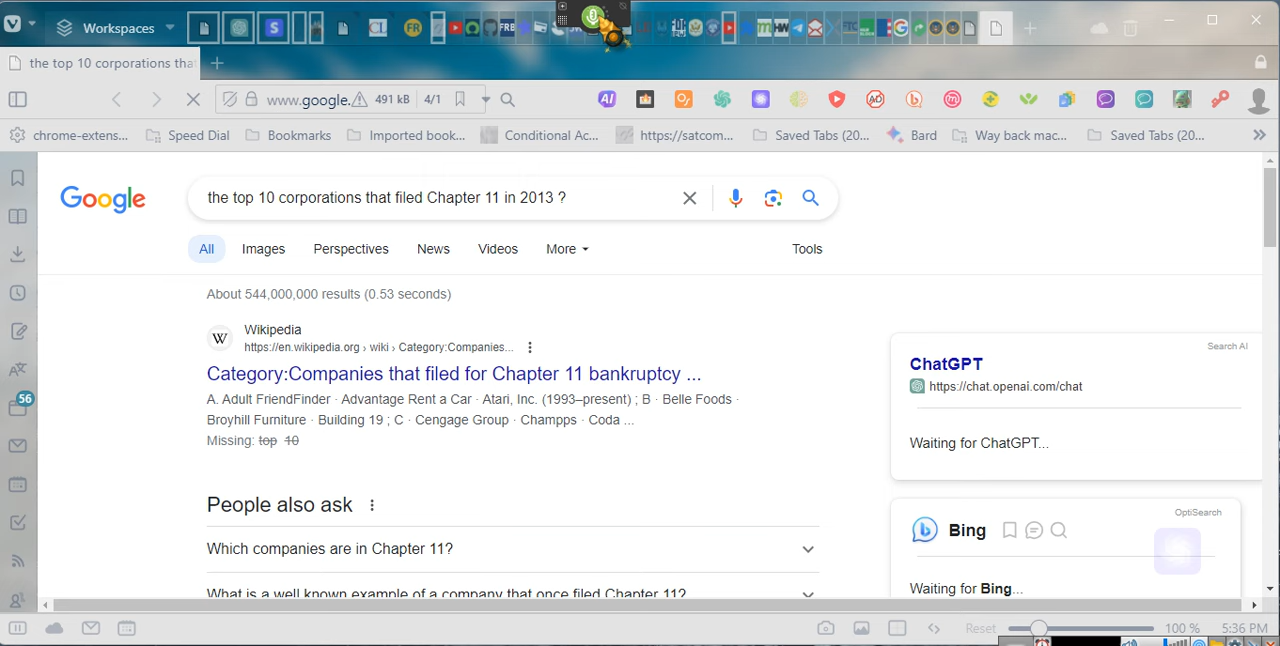 Workspaces
CL
FR
S
FRB
HW
the top 10 corporations that
www.google. 491 kB 4/1
AI
AD
chrome-extens... Speed Dial Bookmarks Imported book... Conditional Ac... https://satcom... Saved Tabs (20... Bard Way back mac... Saved Tabs (20...
Google
the top 10 corporations that filed Chapter 11 in 2013 ?
All Images Perspectives News Videos More Tools
About 544,000,000 results (0.53 seconds)
W
Wikipedia
https://en.wikipedia.org › wiki › Category:Companies...
Category:Companies that filed for Chapter 11 bankruptcy ...
A. Adult FriendFinder · Advantage Rent a Car · Atari, Inc. (1993–present) ; B · Belle Foods ·
Broyhill Furniture · Building 19 ; C · Cengage Group · Champps · Coda ...
Missing: top 10
People also ask
Which companies are in Chapter 11?
What is a well known example of a company that once filed Chapter 11?
Search AI
ChatGPT
https://chat.openai.com/chat
Waiting for ChatGPT...
OptiSearch
Bing
Waiting for Bing...
56
Reset 100 % 5:36 PM